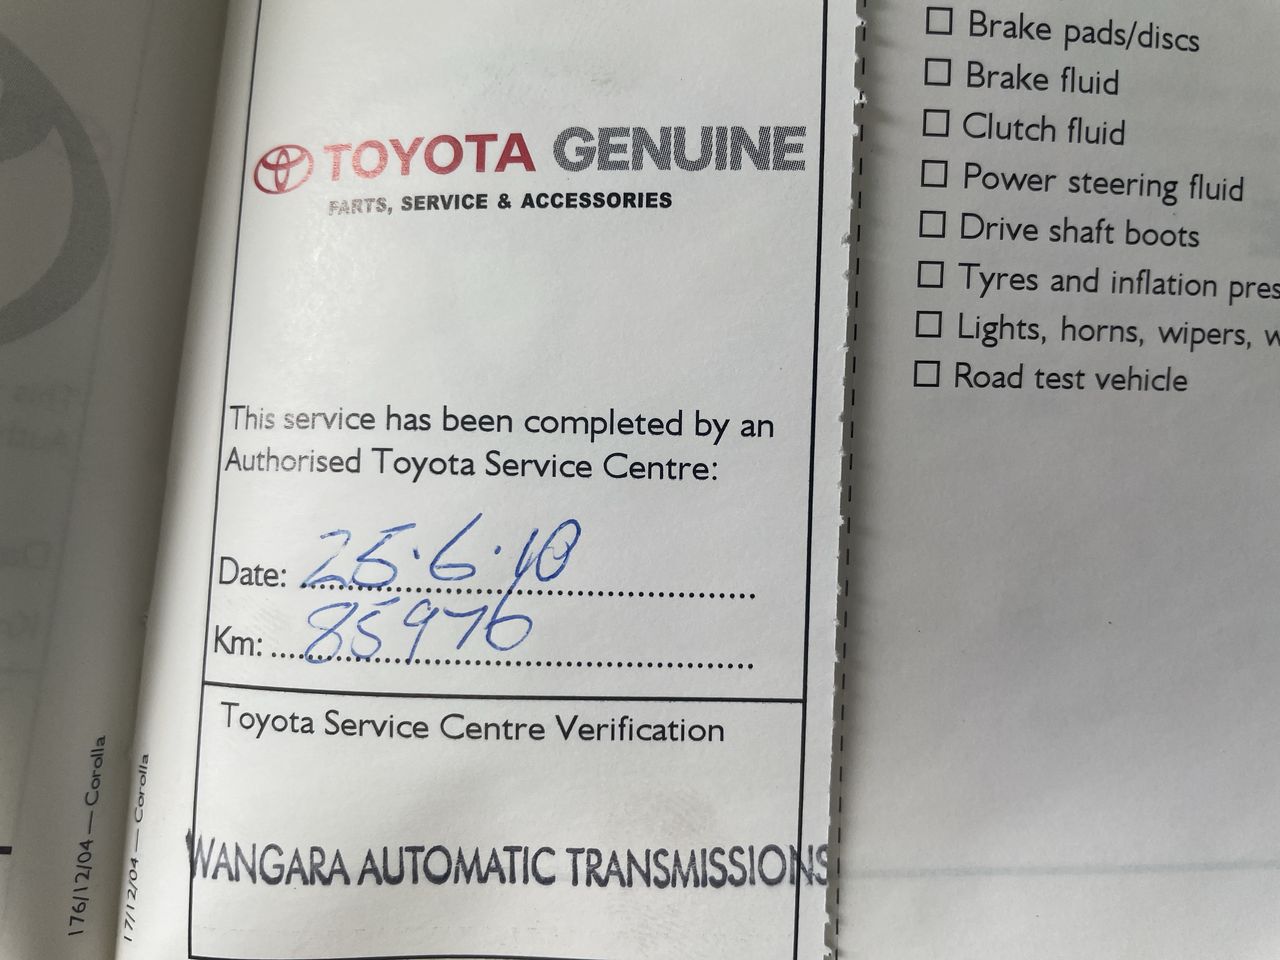 TOYOTA GENUINE
PARTS, SERVICE & ACCESSORIES
This service has been completed by an
Authorised Toyota Service Centre:
Date: 25.6.10
Km: 85976
Toyota Service Centre Verification
WANGARA AUTOMATIC TRANSMISSIONS
Brake pads/discs
Brake fluid
Clutch fluid
Power steering fluid
Drive shaft boots
Tyres and inflation pres
Lights, horns, wipers, w
Road test vehicle
176/12/04 — Corolla
17/12/04 — Corolla